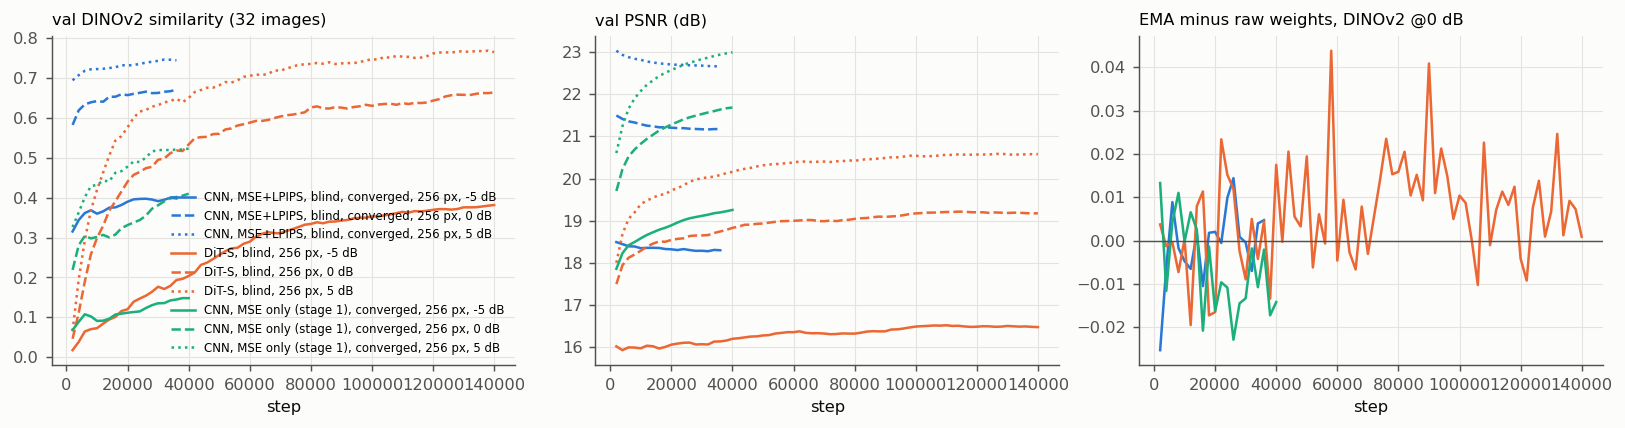 val DINOv2 similarity (32 images)
0.8
0.7
0.6
0.5
0.4
0.3
0.2
0.1
0.0
CNN, MSE+LPIPS, blind, converged, 256 px, -5 dB
CNN, MSE+LPIPS, blind, converged, 256 px, 0 dB
CNN, MSE+LPIPS, blind, converged, 256 px, 5 dB
DiT-S, blind, 256 px, -5 dB
DiT-S, blind, 256 px, 0 dB
DiT-S, blind, 256 px, 5 dB
CNN, MSE only (stage 1), converged, 256 px, -5 dB
CNN, MSE only (stage 1), converged, 256 px, 0 dB
CNN, MSE only (stage 1), converged, 256 px, 5 dB
0 20000 40000 60000 80000 100000 120000 140000
step
val PSNR (dB)
23
22
21
20
19
18
17
16
0 20000 40000 60000 80000 100000 120000 140000
step
EMA minus raw weights, DINOv2 @0 dB
0.04
0.03
0.02
0.01
0.00
−0.01
−0.02
0 20000 40000 60000 80000 100000 120000 140000
step